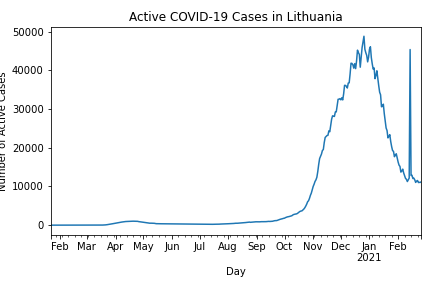 Active COVID-19 Cases in Lithuania
50000
40000
30000
20000
10000
0
Number of Active Cases
Feb Mar Apr May Jun Jul Aug Sep Oct Nov Dec Jan Feb
2021
Day